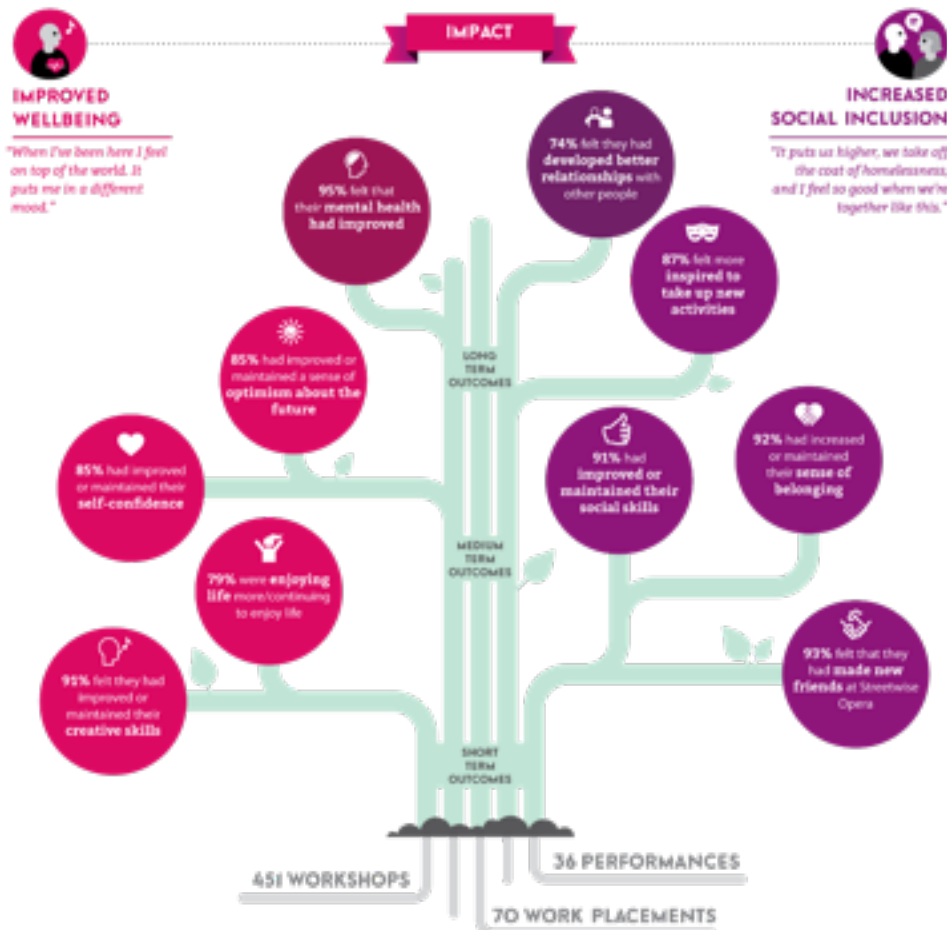 IMPACT
IMPROVED
WELLBEING
"When I've been here I feel
on top of the world. It
puts me in a different
mood."
INCREASED
SOCIAL INCLUSION
"It puts us higher, we take off
the coat of homelessness,
and I feel so good when we're
together like this."
95% felt that
their mental health
had improved
74% felt they had
developed better
relationships with
other people
87% felt more
inspired to
take up new
activities
85% had improved or
maintained a sense of
optimism about the
future
LONG
TERM
OUTCOMES
85% had improved
or maintained their
self-confidence
91% had
improved or
maintained their
social skills
92% had increased
or maintained
their sense of
belonging
79% were enjoying
life more/continuing
to enjoy life
MEDIUM
TERM
OUTCOMES
91% felt they had
improved or
maintained their
creative skills
93% felt that they
had made new
friends at Streetwise
Opera
SHORT
TERM
OUTCOMES
451 WORKSHOPS
36 PERFORMANCES
70 WORK PLACEMENTS